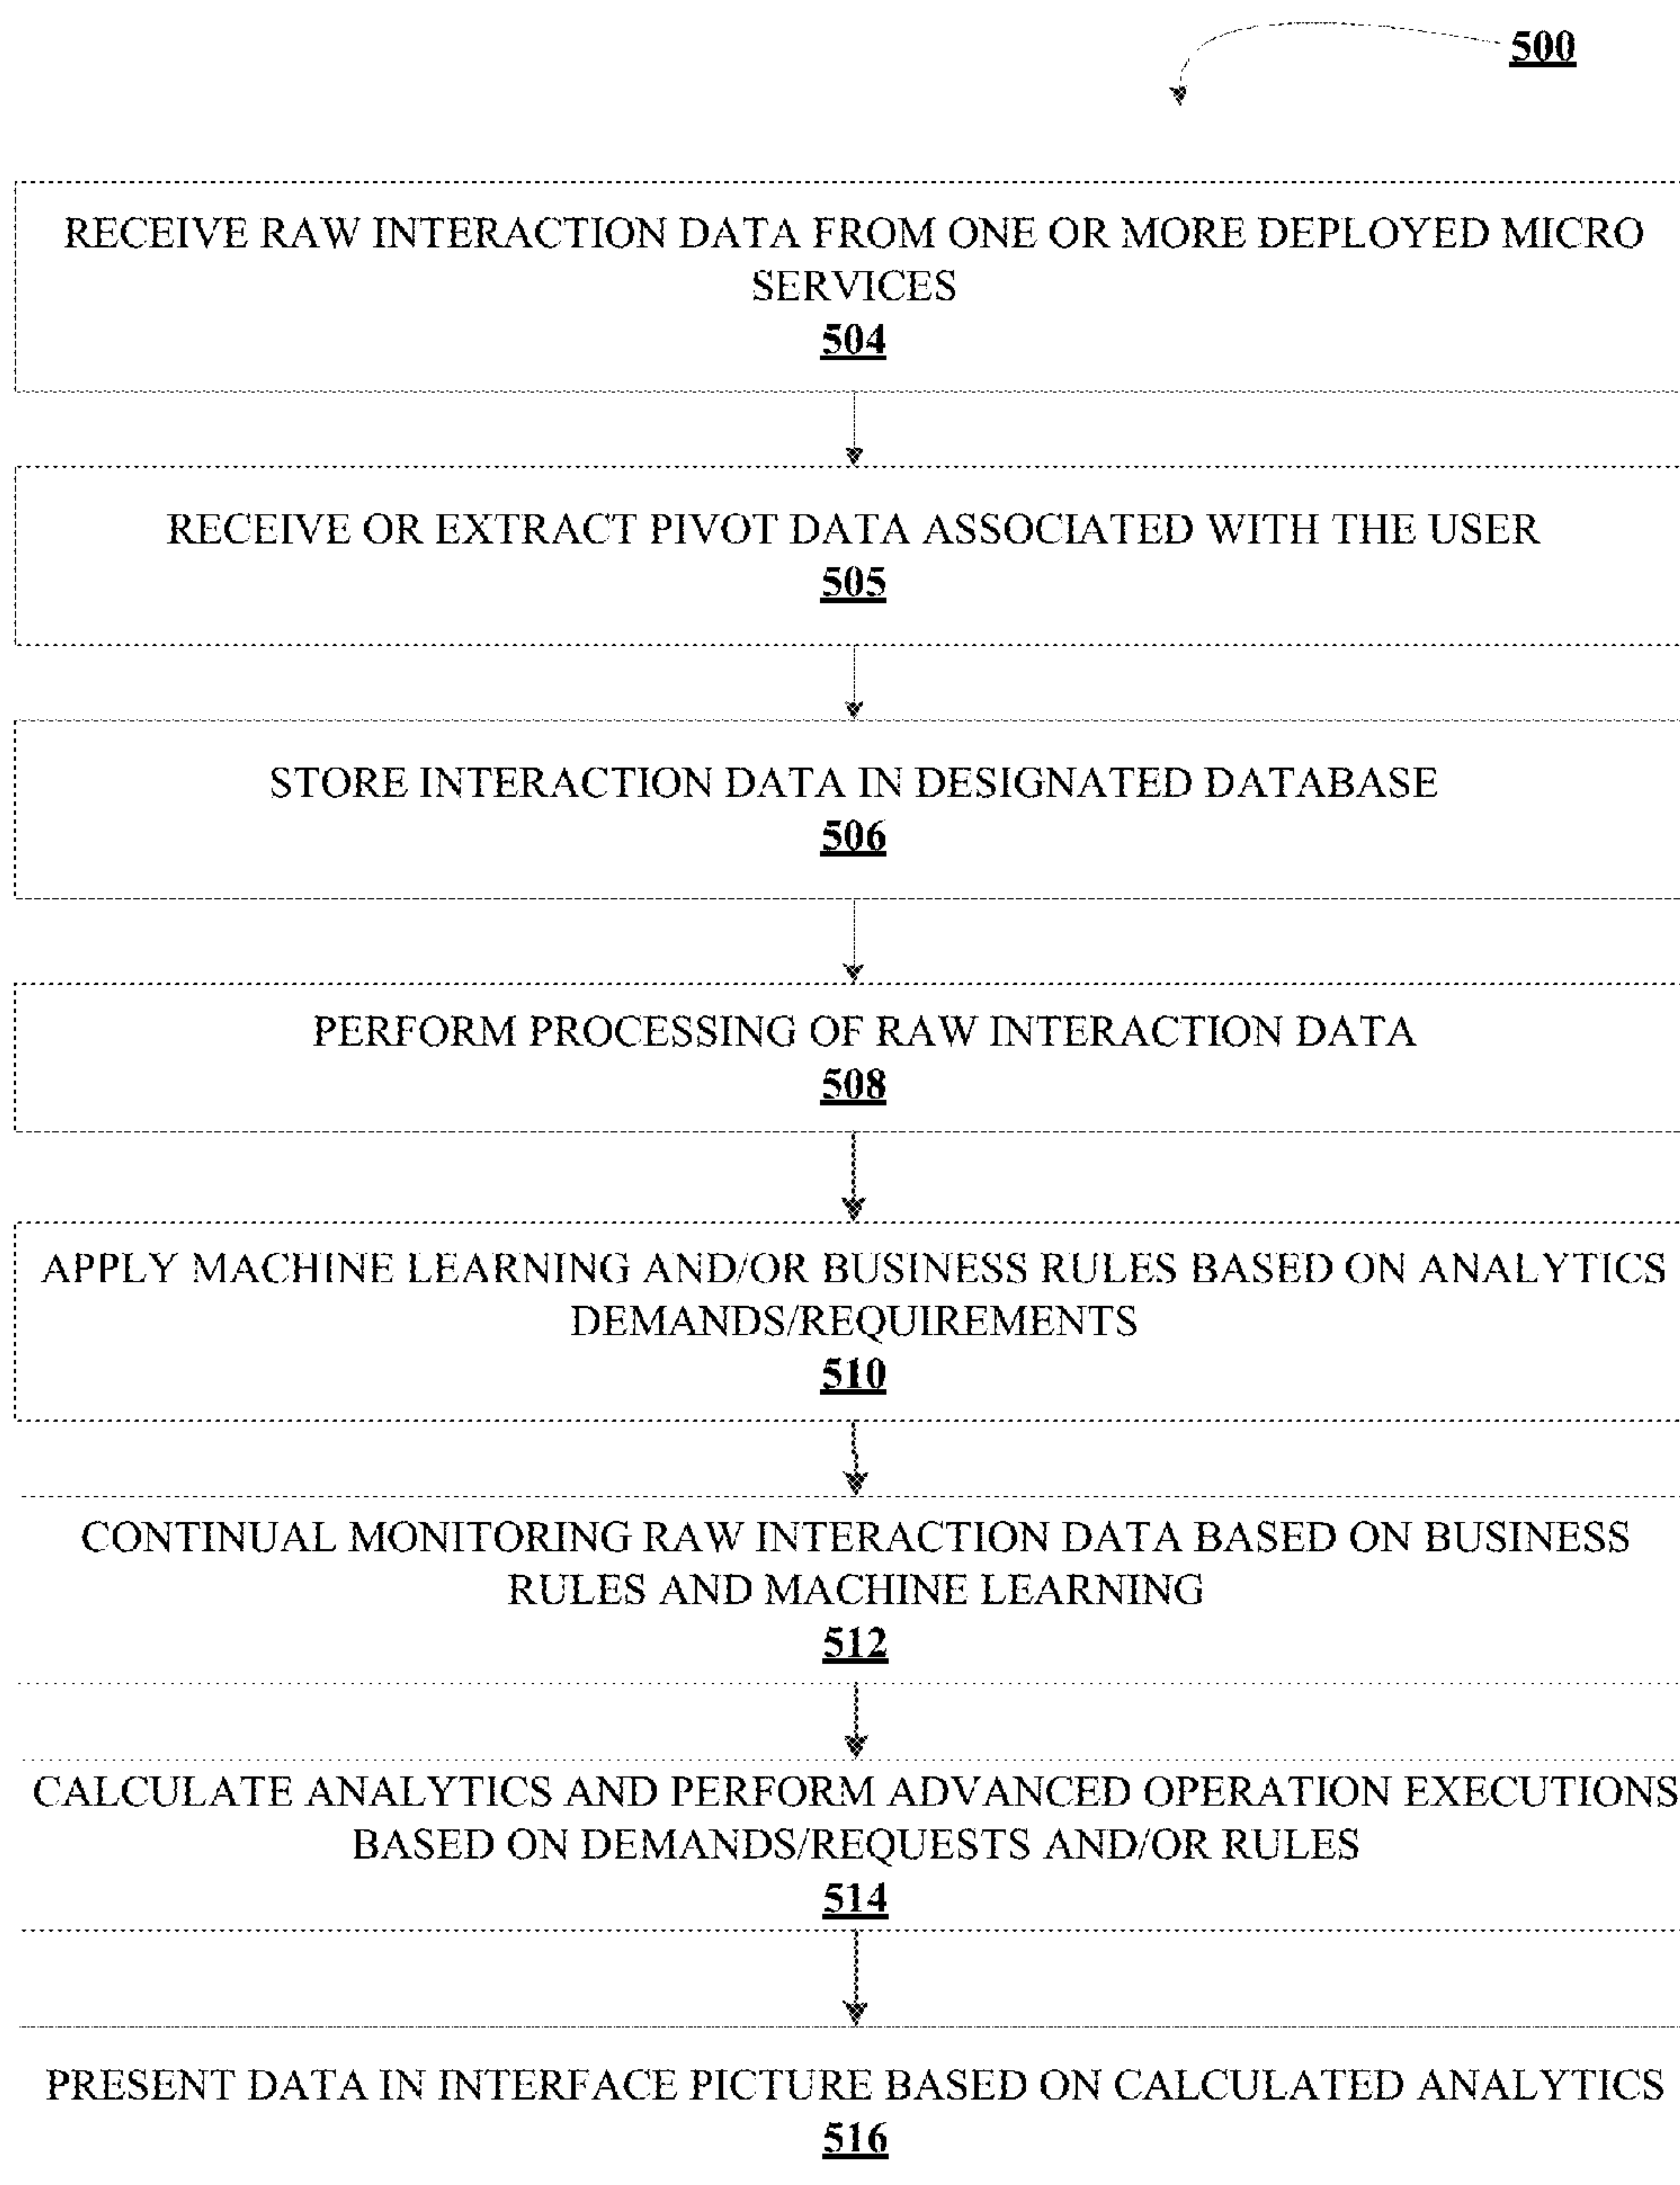 500
RECEIVE RAW INTERACTION DATA FROM ONE OR MORE DEPLOYED MICRO
SERVICES
504
RECEIVE OR EXTRACT PIVOT DATA ASSOCIATED WITH THE USER
505
STORE INTERACTION DATA IN DESIGNATED DATABASE
506
PERFORM PROCESSING OF RAW INTERACTION DATA
508
APPLY MACHINE LEARNING AND/OR BUSINESS RULES BASED ON ANALYTICS
DEMANDS/REQUIREMENTS
510
CONTINUAL MONITORING RAW INTERACTION DATA BASED ON BUSINESS
RULES AND MACHINE LEARNING
512
CALCULATE ANALYTICS AND PERFORM ADVANCED OPERATION EXECUTIONS
BASED ON DEMANDS/REQUESTS AND/OR RULES
514
PRESENT DATA IN INTERFACE PICTURE BASED ON CALCULATED ANALYTICS
516